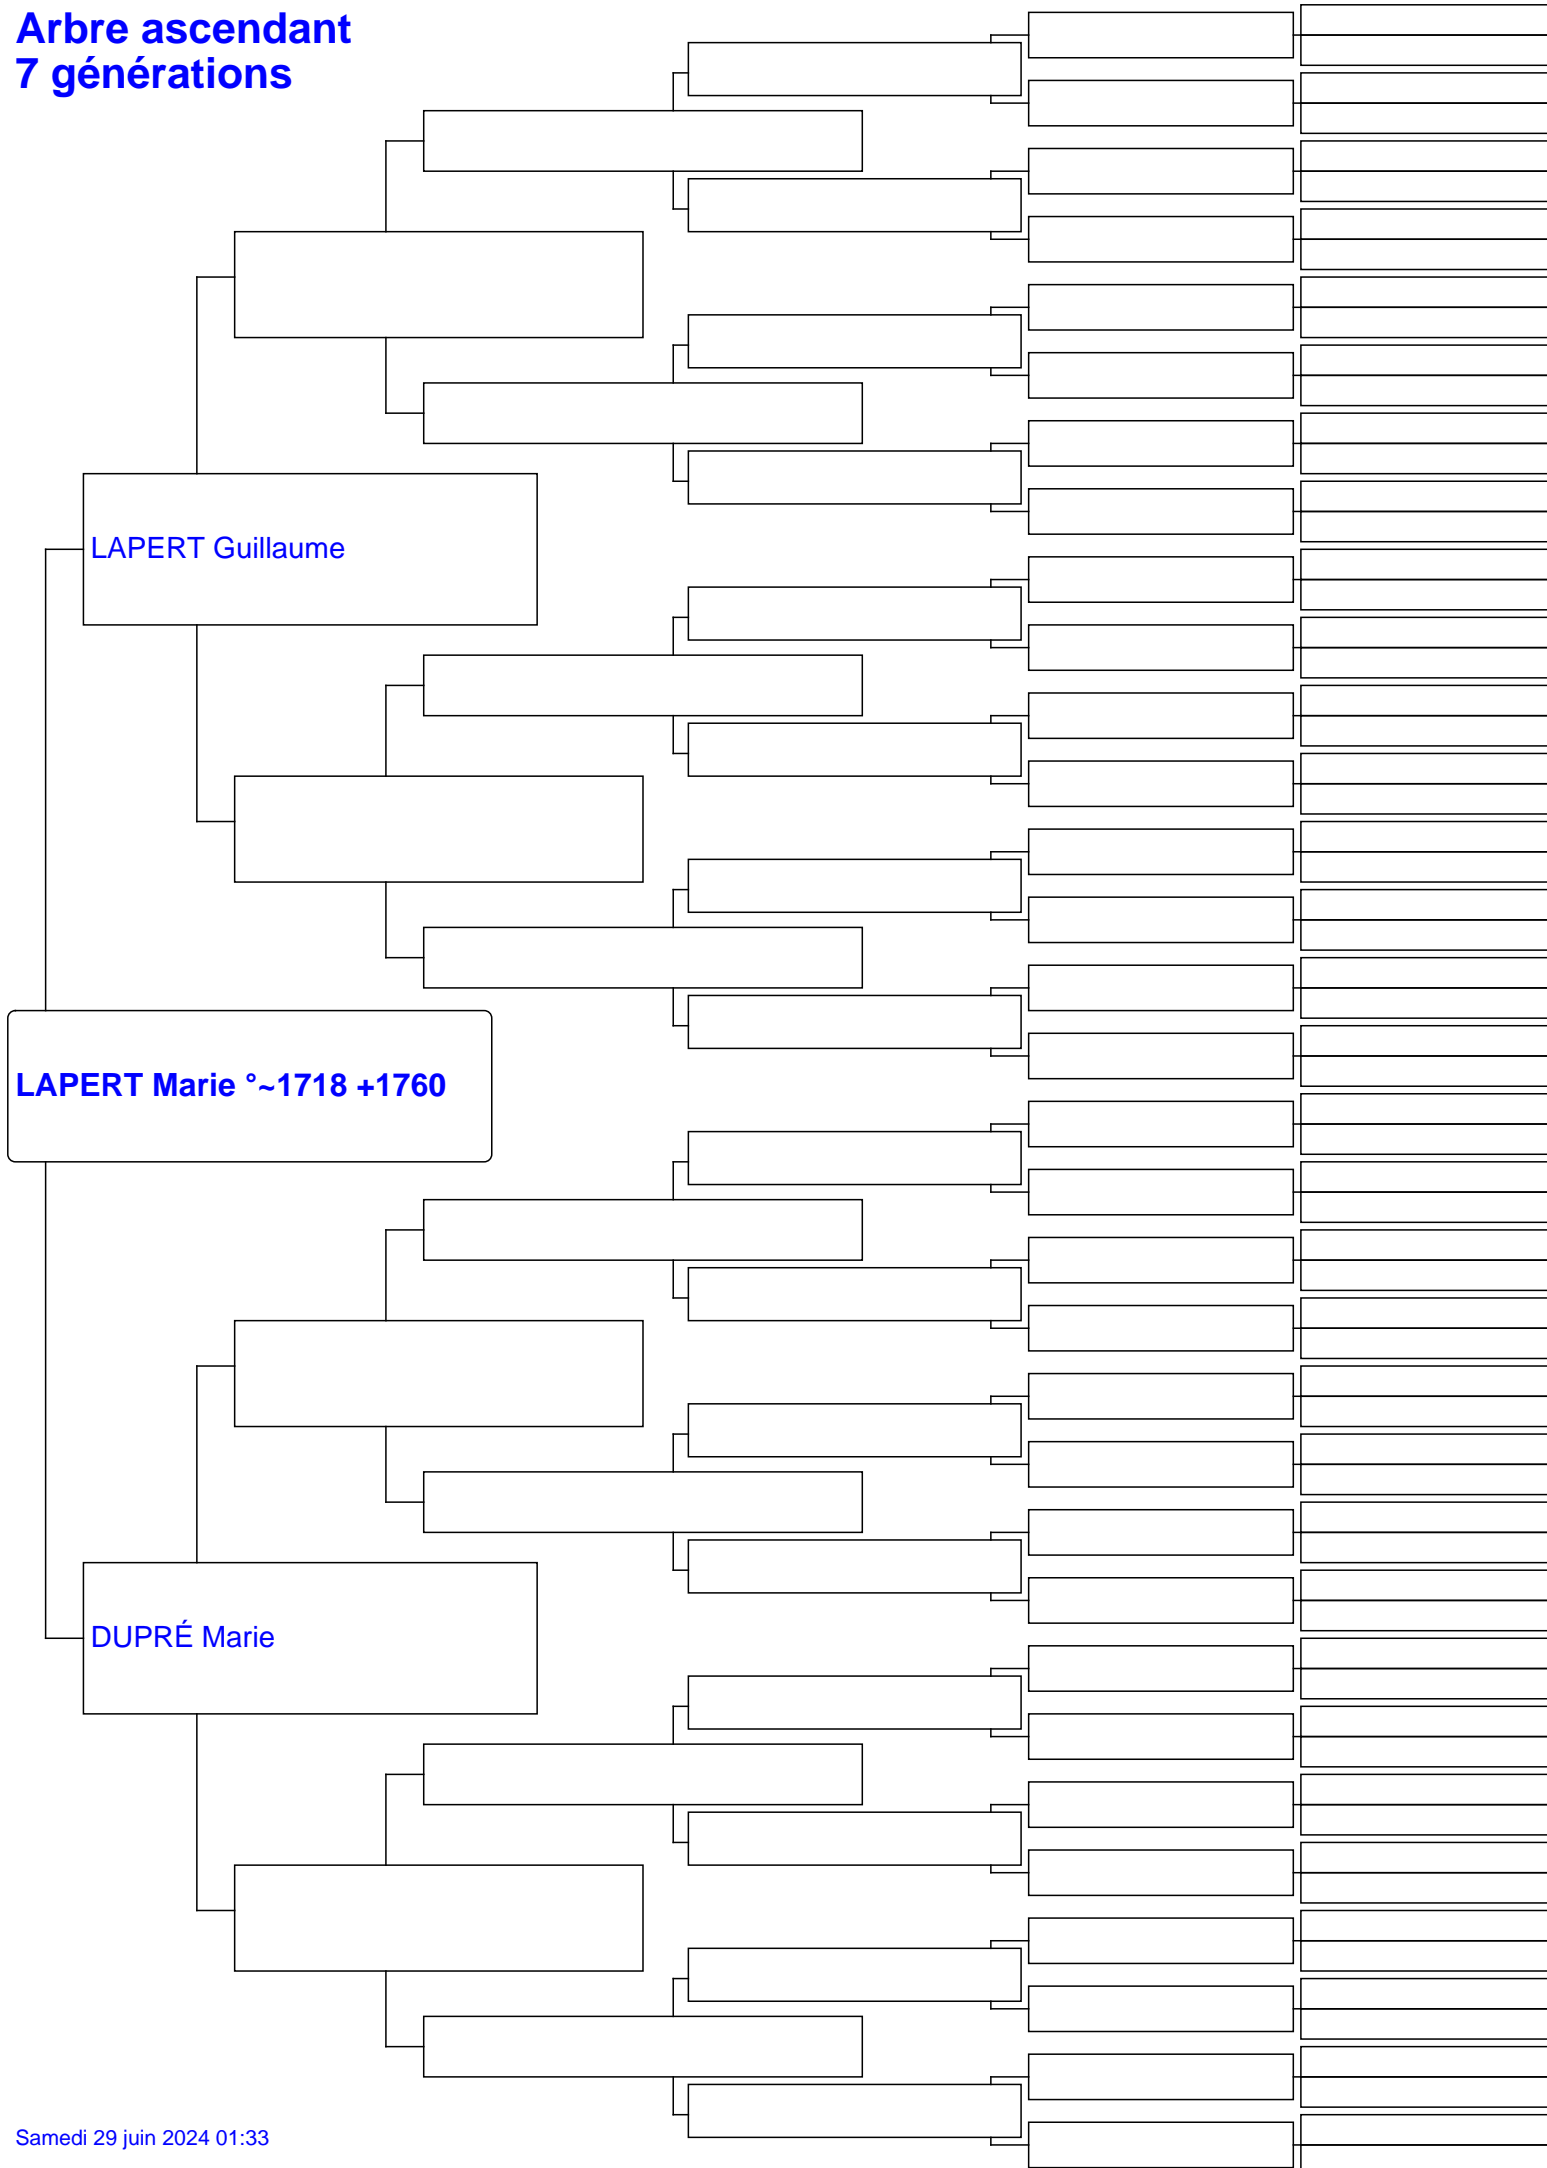 Arbre ascendant
7 générations
LAPERT Guillaume
LAPERT Marie °~1718 +1760
DUPRÉ Marie
Samedi 29 juin 2024 01:33